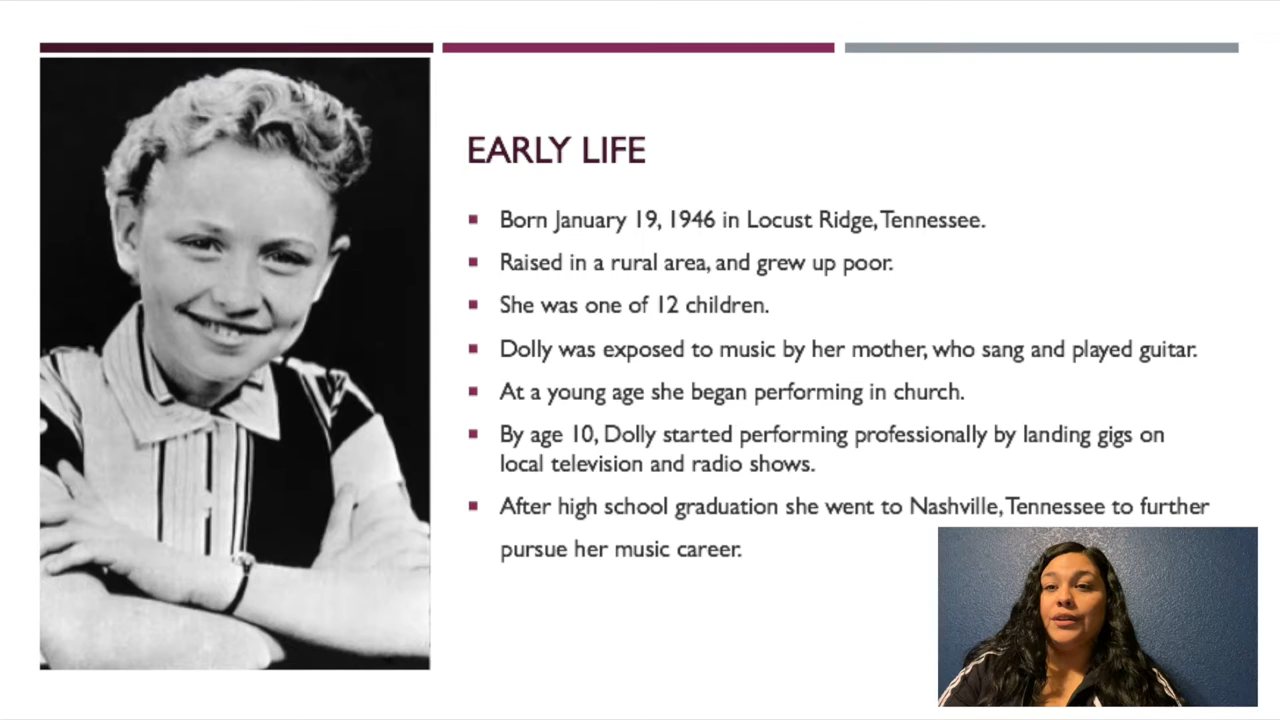 EARLY LIFE
Born January 19, 1946 in Locust Ridge, Tennessee.
Raised in a rural area, and grew up poor.
She was one of 12 children.
Dolly was exposed to music by her mother, who sang and played guitar.
At a young age she began performing in church.
By age 10, Dolly started performing professionally by landing gigs on
local television and radio shows.
After high school graduation she went to Nashville, Tennessee to further
pursue her music career.